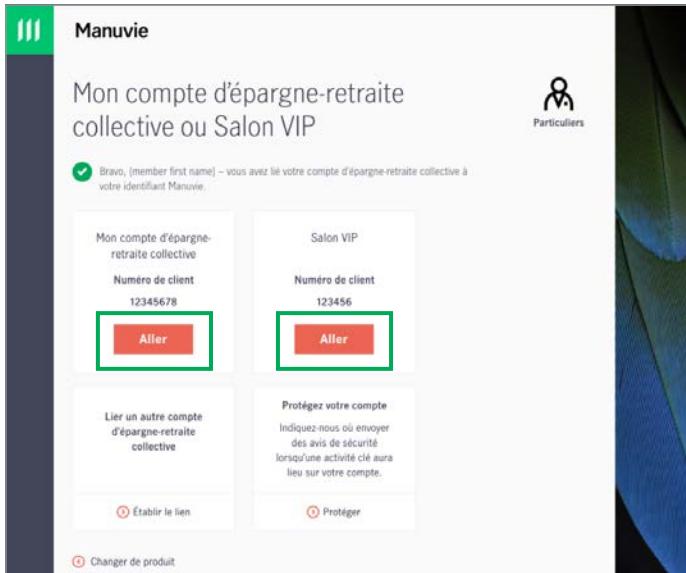 Manuvie
Mon compte d'épargne-retraite
collective ou Salon VIP
Particuliers
Bravo, {member first name} – vous avez lié votre compte d'épargne-retraite collective à
votre identifiant Manuvie.
Mon compte d'épargne-
retraite collective
Numéro de client
12345678
Aller
Salon VIP
Numéro de client
123456
Aller
Lier un autre compte
d'épargne-retraite
collective
Établir le lien
Protégez votre compte
Indiquez-nous où envoyer
des avis de sécurité
lorsqu'une activité clé aura
lieu sur votre compte.
Protéger
Changer de produit